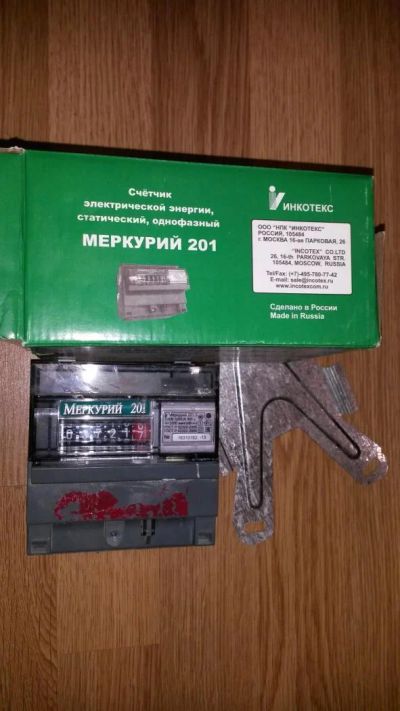 Счётчик
электрической энергии,
статический, однофазный
МЕРКУРИЙ 201
ИНКОТЕКС
ООО "НПК "ИНКОТЕКС"
РОССИЯ, 105484
г. МОСКВА 16-ая ПАРКОВАЯ, 26
"INCOTEX" CO.LTD
26, 16-th PARKOVAYA STR.
105484, MOSCOW, RUSSIA
Tel/Fax: (+7)-495-780-77-42
E-mail: sale@incotex.ru
www.incotexcom.ru
Сделано в России
Made in Russia
МЕРКУРИЙ 201